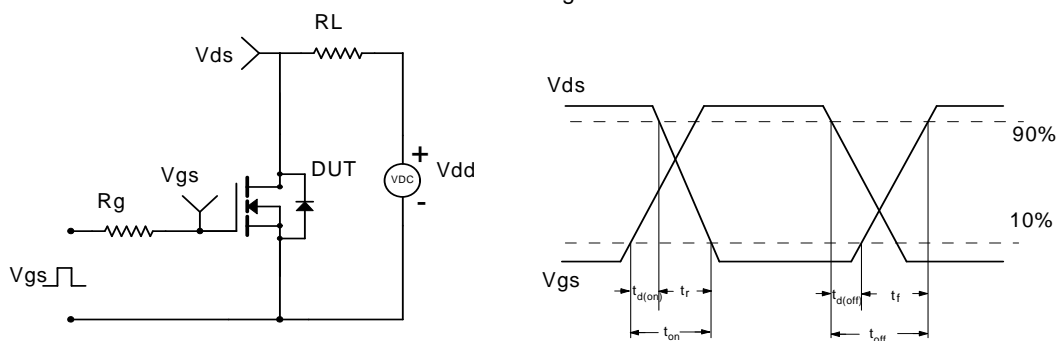 g
RL
Vds
Vgs
DUT
+
VDC
Vdd
-
Rg
Vgs
Vds
90%
10%
Vgs
td(on)
tr
td(off)
tf
ton
toff